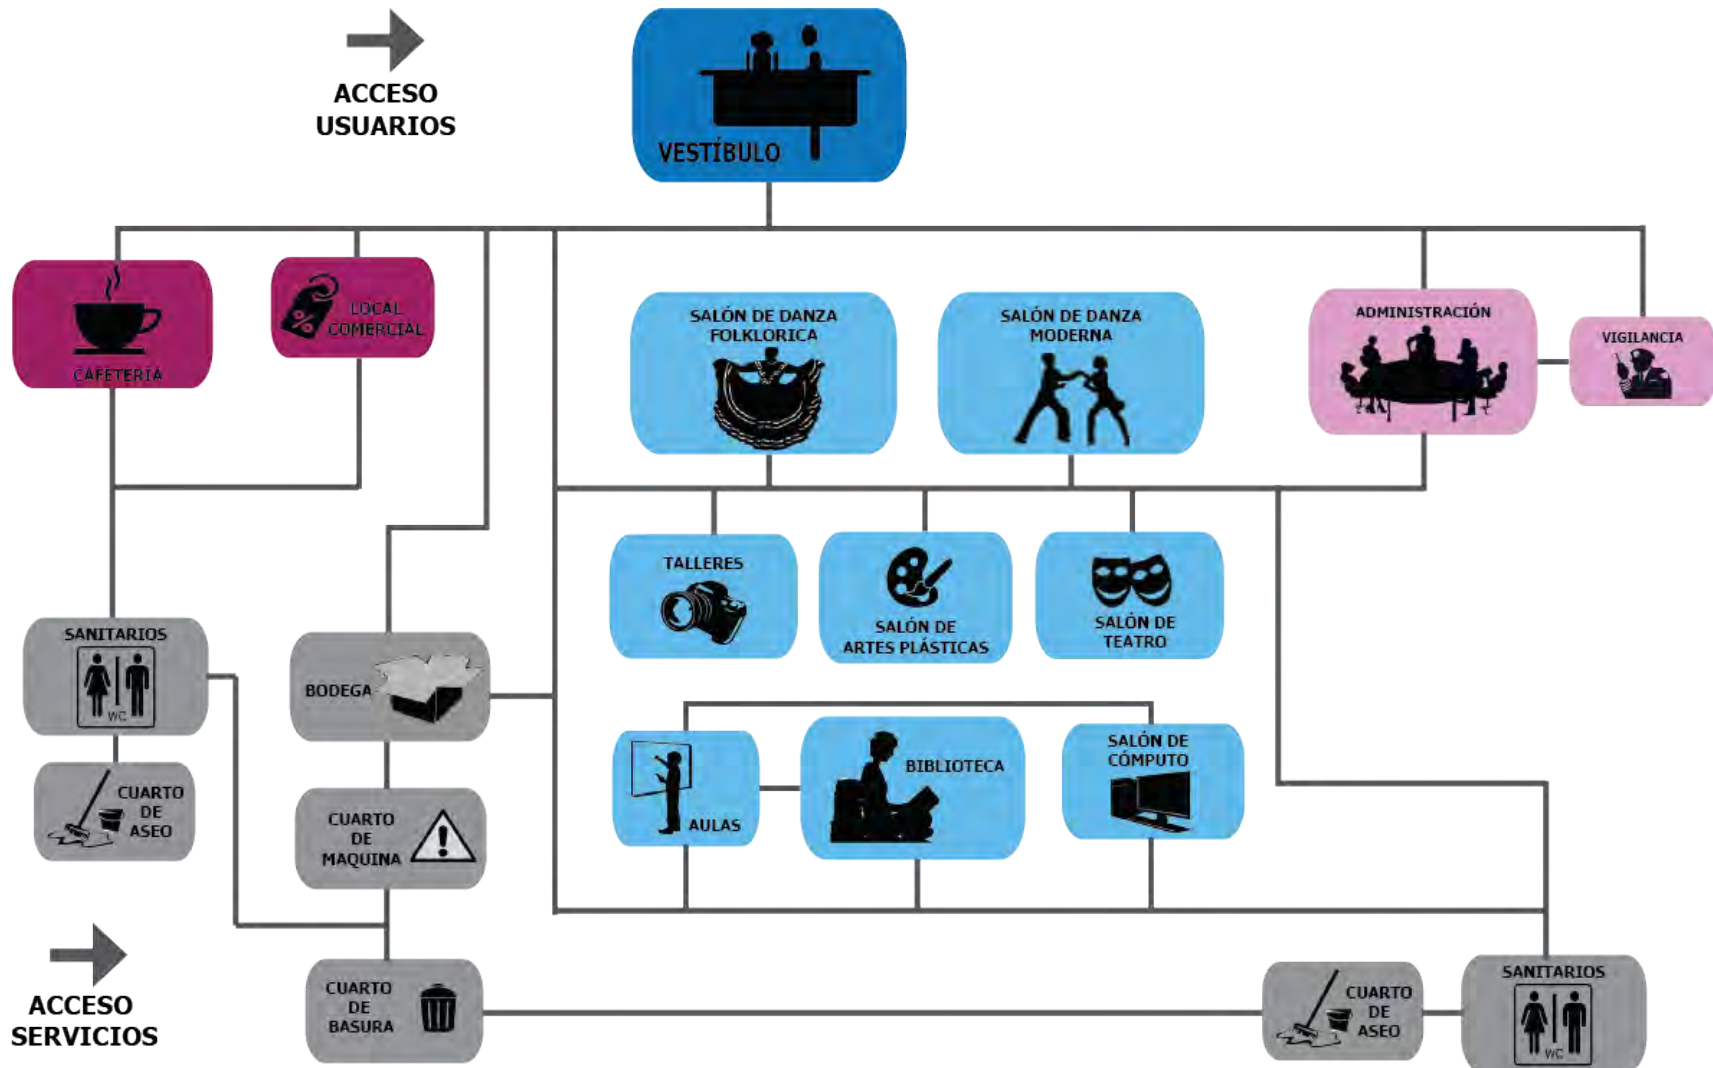 ACCESO
USUARIOS
VESTÍBULO
CAFETERÍA
LOCAL
COMERCIAL
SALÓN DE DANZA
FOLKLORICA
SALÓN DE DANZA
MODERNA
ADMINISTRACIÓN
VIGILANCIA
TALLERES
SALÓN DE
ARTES PLÁSTICAS
SALÓN DE
TEATRO
SANITARIOS
WC
BODEGA
CUARTO
DE
ASEO
CUARTO
DE
MAQUINA
AULAS
BIBLIOTECA
SALÓN DE
CÓMPUTO
ACCESO
SERVICIOS
CUARTO
DE
BASURA
CUARTO
DE
ASEO
SANITARIOS
WC